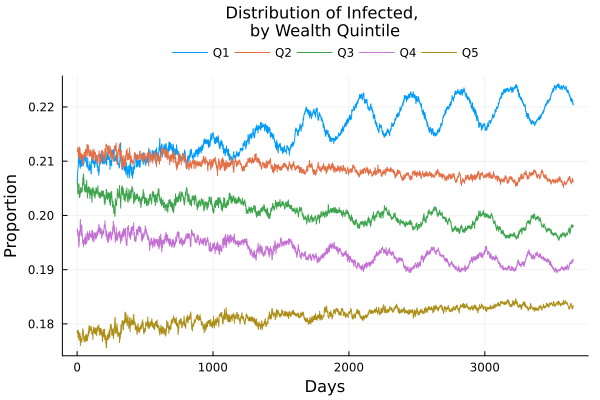 Distribution of Infected,
by Wealth Quintile
Q1 Q2 Q3 Q4 Q5
0.22
0.21
0.20
0.19
0.18
Proportion
0 1000 2000 3000
Days